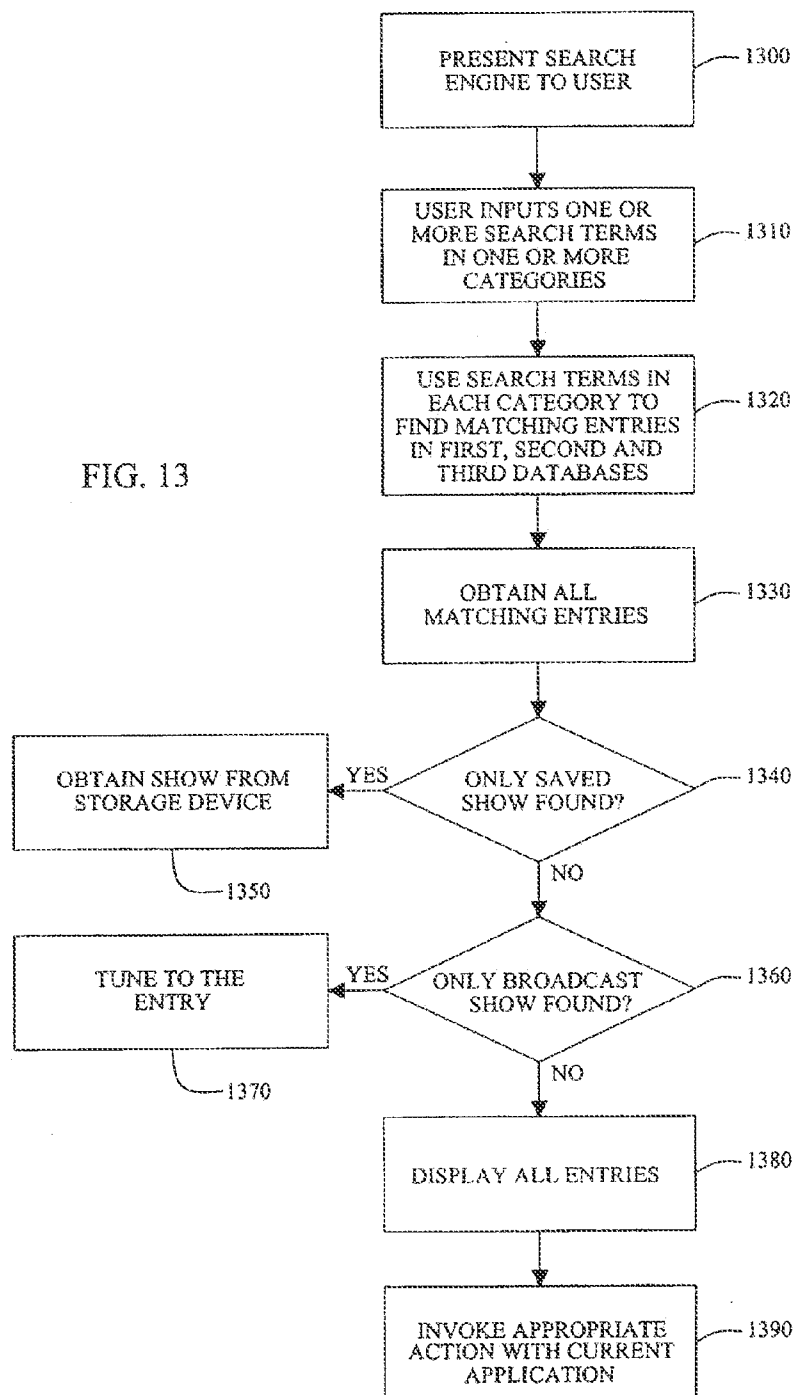 PRESENT SEARCH
ENGINE TO USER
1300
USER INPUTS ONE OR
MORE SEARCH TERMS
IN ONE OR MORE
CATEGORIES
1310
USE SEARCH TERMS IN
EACH CATEGORY TO
FIND MATCHING ENTRIES
IN FIRST, SECOND AND
THIRD DATABASES
1320
FIG. 13
OBTAIN ALL
MATCHING ENTRIES
1330
ONLY SAVED
SHOW FOUND?
1340
YES
OBTAIN SHOW FROM
STORAGE DEVICE
1350
NO
ONLY BROADCAST
SHOW FOUND?
1360
YES
TUNE TO THE
ENTRY
1370
NO
DISPLAY ALL ENTRIES
1380
INVOKE APPROPRIATE
ACTION WITH CURRENT
APPLICATION
1390